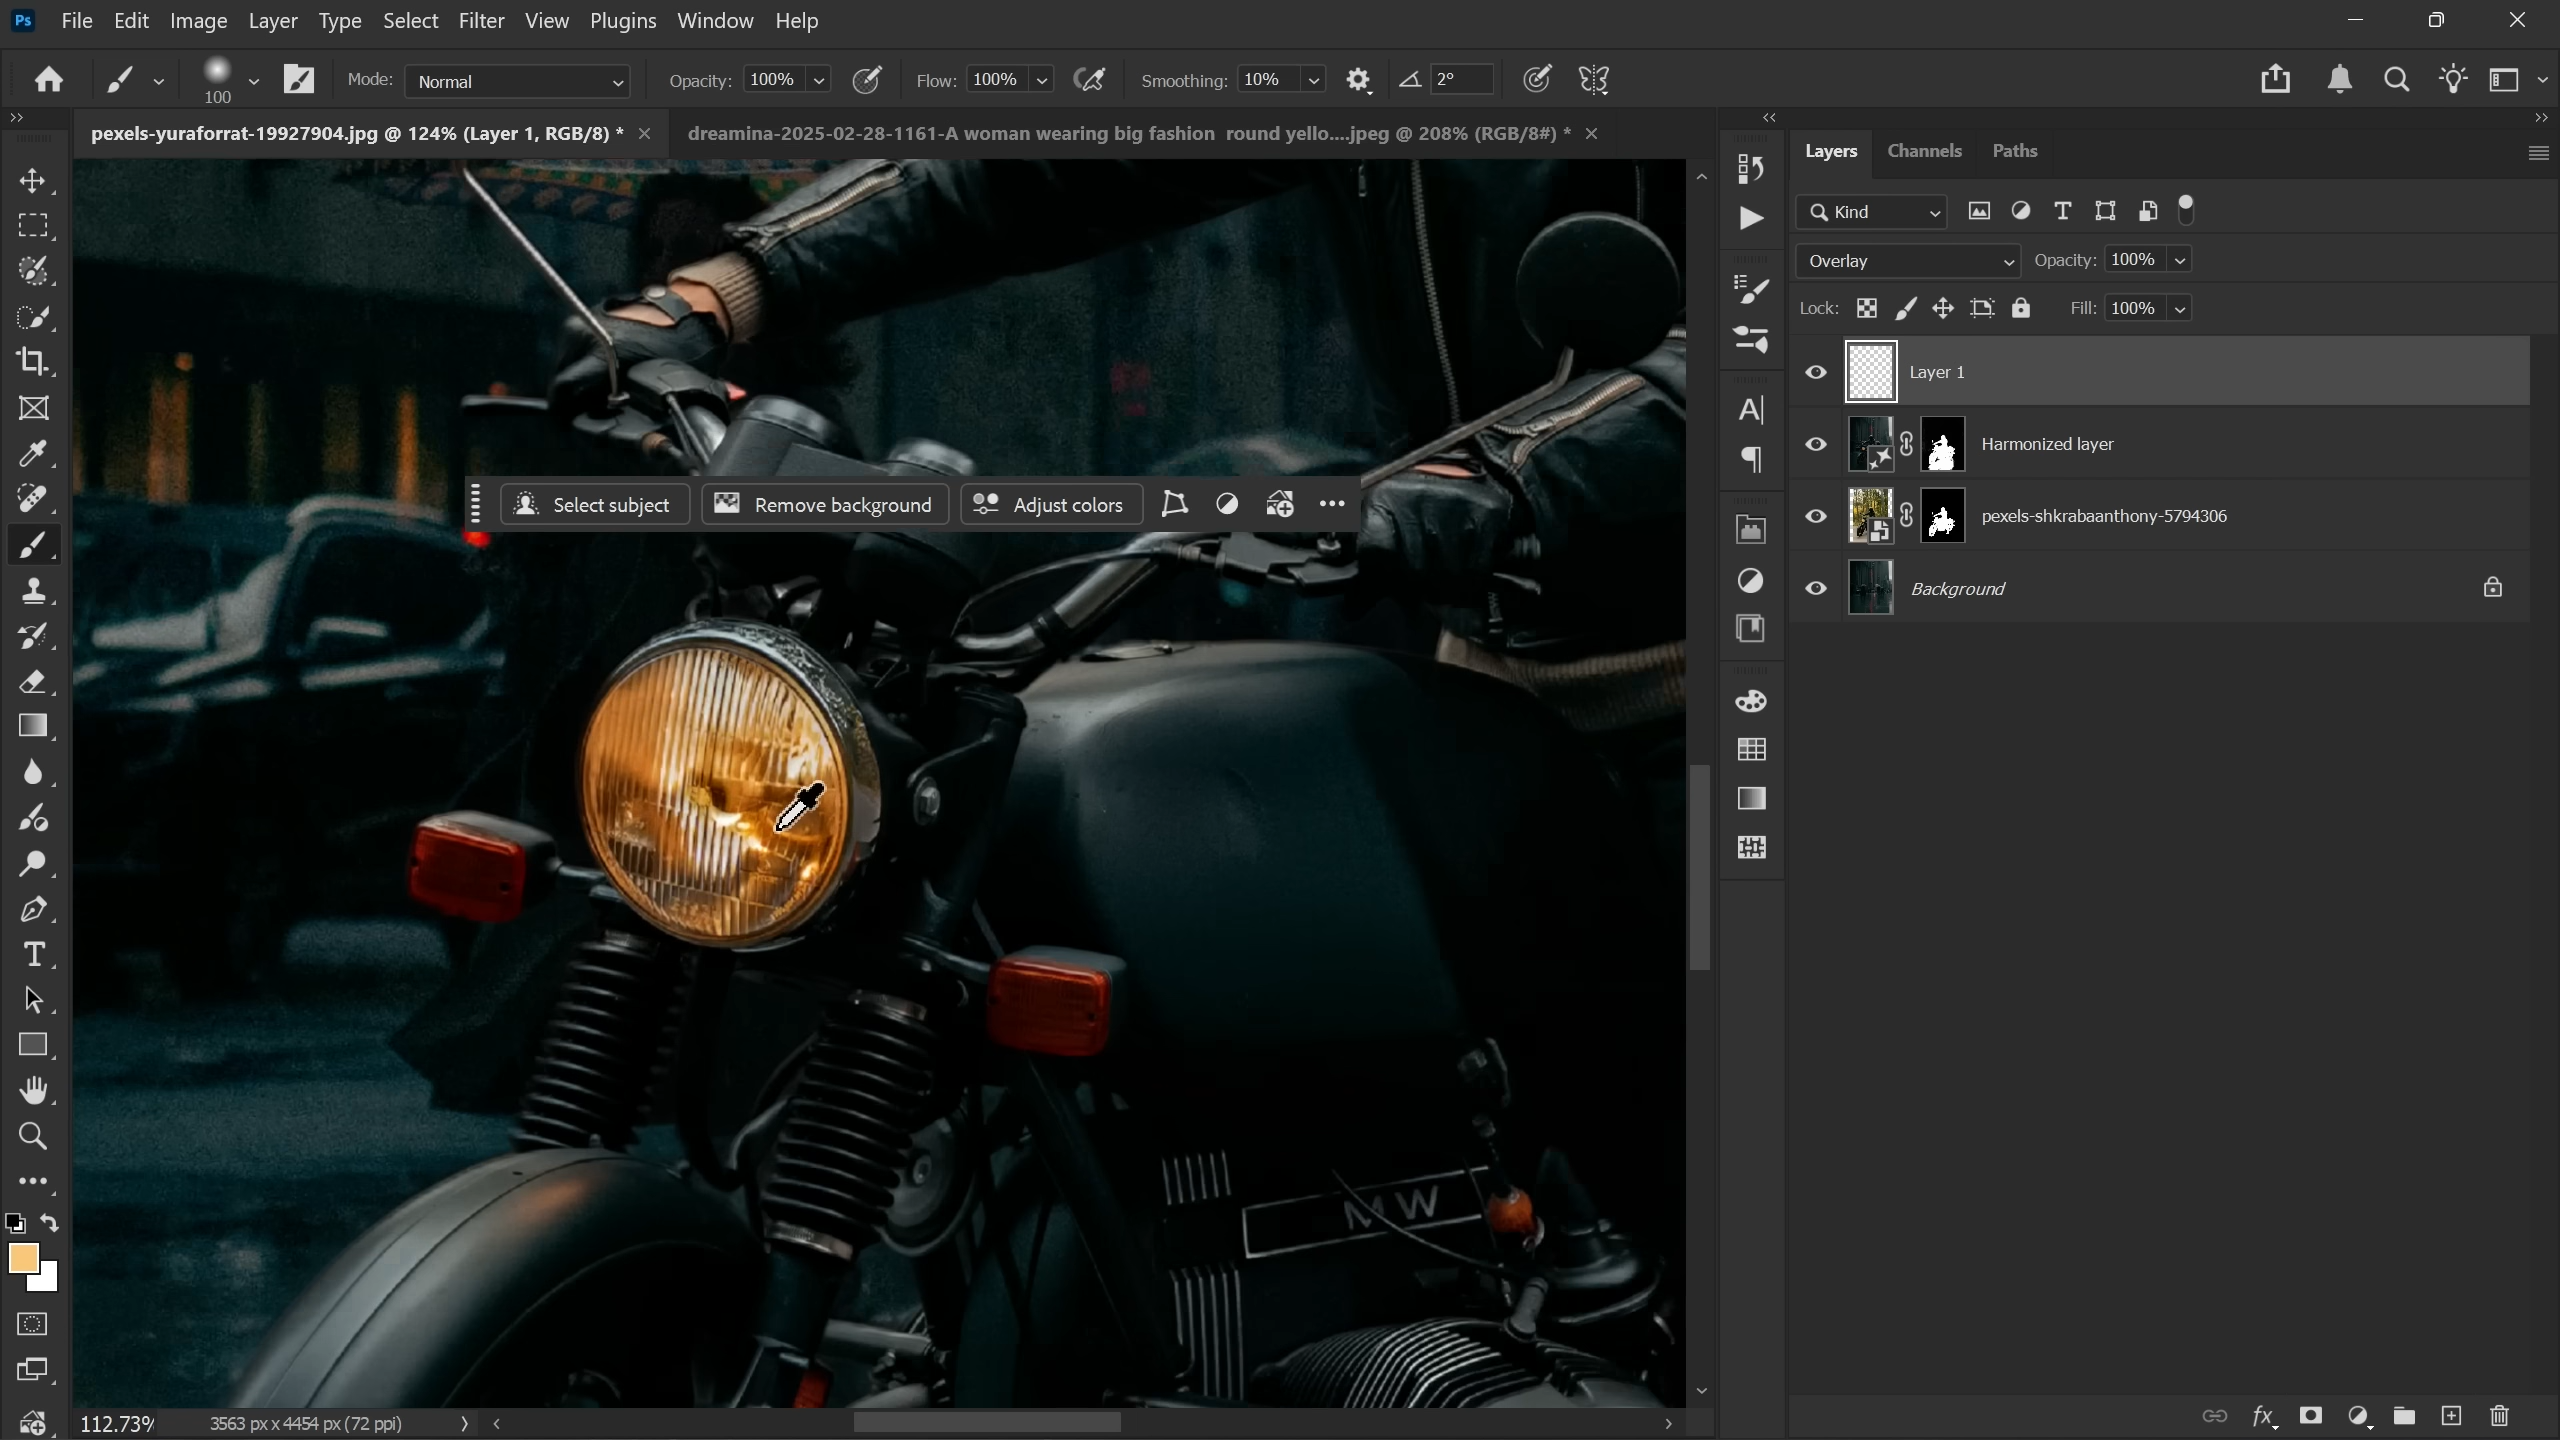 Ps File Edit Image Layer Type Select Filter View Plugins Window Help
100 Mode: Normal Opacity: 100% Flow: 100% Smoothing: 10% 2°
pexels-yuraforrat-19927904.jpg @ 124% (Layer 1, RGB/8) * dreamina-2025-02-28-1161-A woman wearing big fashion round yello....jpeg @ 208% (RGB/8#) *
Layers Channels Paths
Kind
Overlay Opacity: 100%
Lock: Fill: 100%
Layer 1
Harmonized layer
pexels-shkrabaanthony-5794306
Background
Select subject Remove background Adjust colors
MW
112.73% 3563 px x 4454 px (72 ppi)
fx